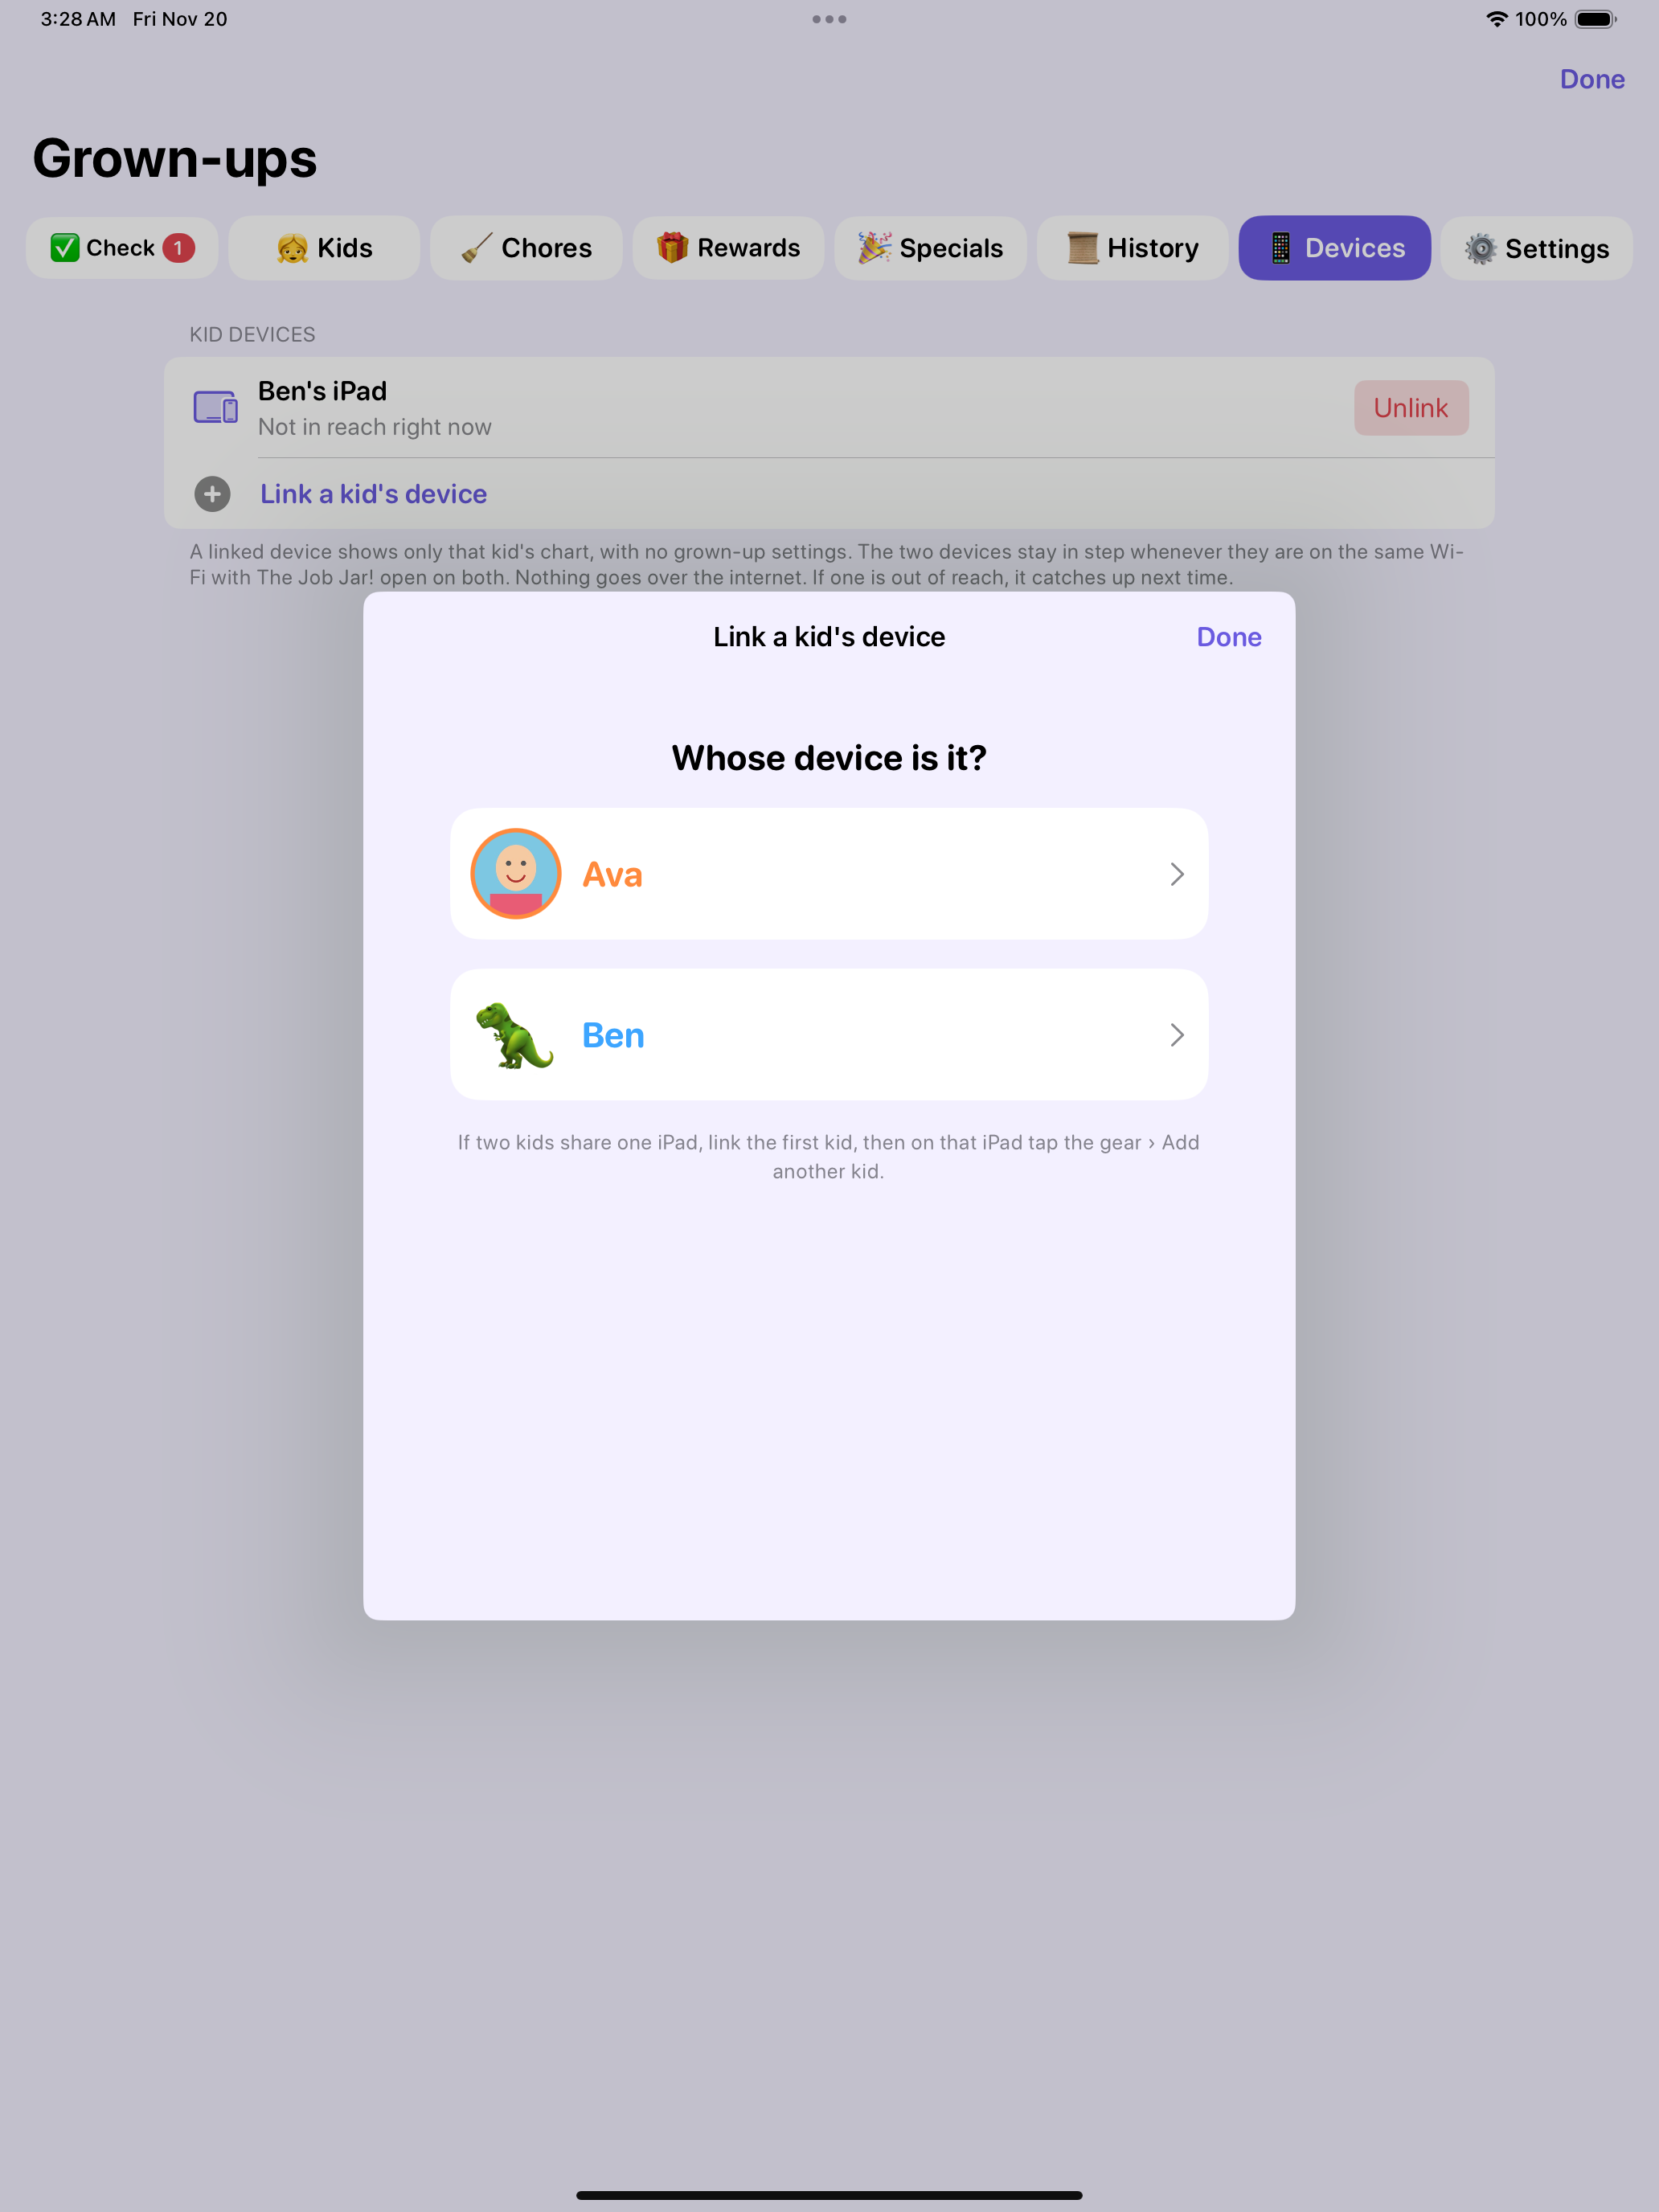 3:28 AM Fri Nov 20
100%
Done
Grown-ups
Check 1
Kids
Chores
Rewards
Specials
History
Devices
Settings
KID DEVICES
Ben's iPad
Not in reach right now
Unlink
Link a kid's device
A linked device shows only that kid's chart, with no grown-up settings. The two devices stay in step whenever they are on the same Wi-
Fi with The Job Jar! open on both. Nothing goes over the internet. If one is out of reach, it catches up next time.
Link a kid's device
Done
Whose device is it?
Ava
Ben
If two kids share one iPad, link the first kid, then on that iPad tap the gear › Add
another kid.